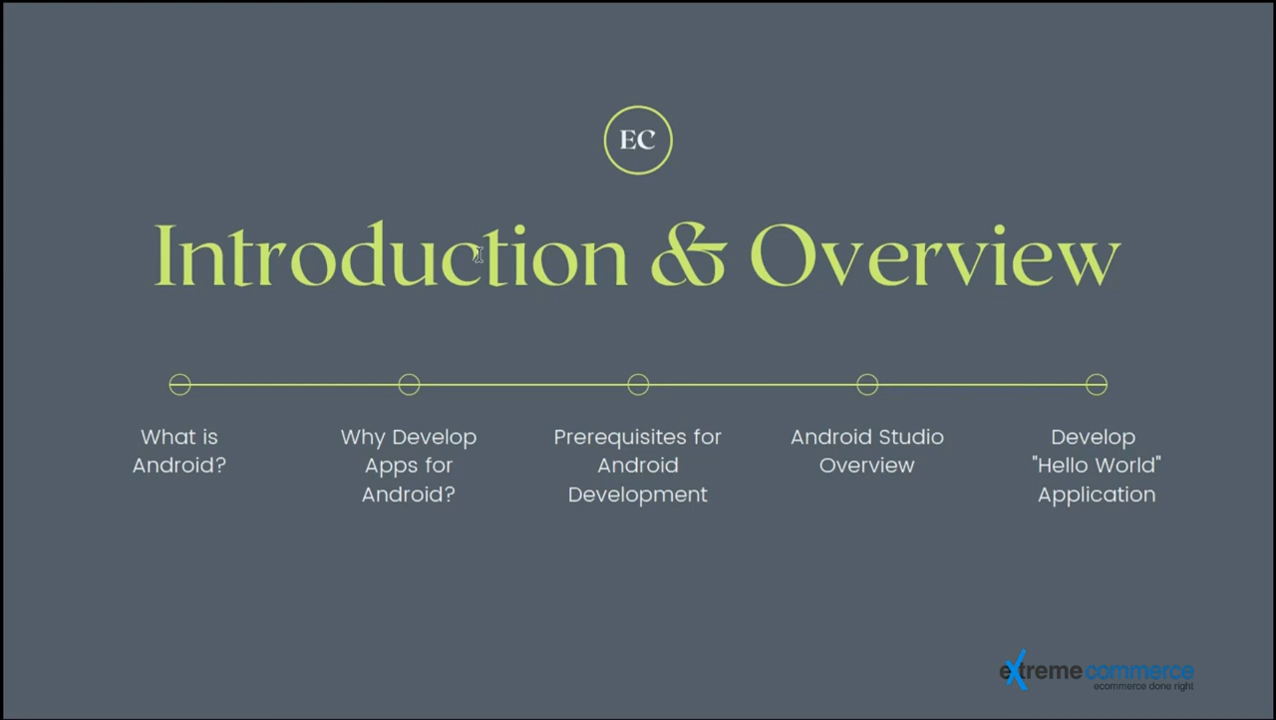 EC
Introduction & Overview
What is
Android?
Why Develop
Apps for
Android?
Prerequisites for
Android
Development
Android Studio
Overview
Develop
"Hello World"
Application
extremecommerce
ecommerce done right